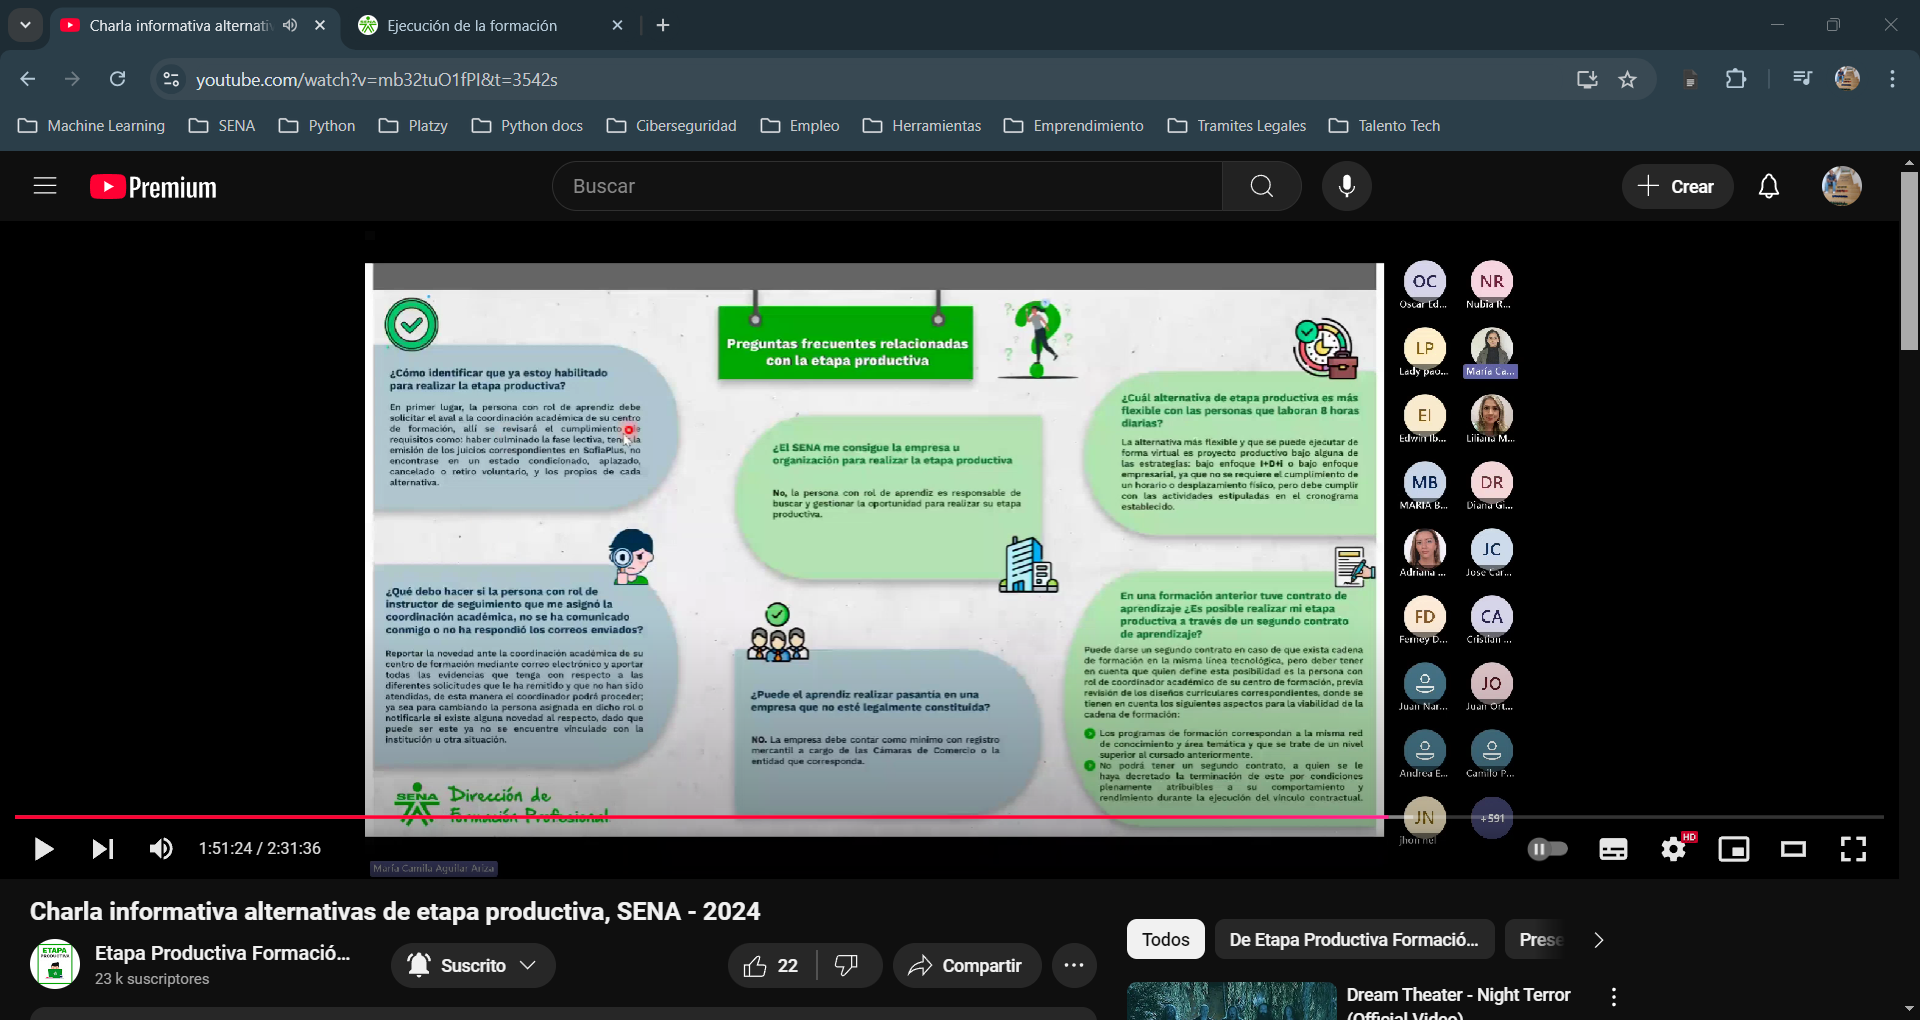 Charla informativa alternati
Ejecución de la formación
youtube.com/watch?v=mb32tuO1fPI&t=3542s
Machine Learning
SENA
Python
Platzy
Python docs
Ciberseguridad
Empleo
Herramientas
Emprendimiento
Tramites Legales
Talento Tech
Premium
Buscar
Crear
Preguntas frecuentes relacionadas
con la etapa productiva
¿Cómo identificar que ya estoy habilitado
para realizar la etapa productiva?
En primer lugar, la persona con rol de aprendiz debe
solicitar el aval a la coordinación académica de su centro
de formación, allí se revisará el cumplimiento
requisitos como: haber culminado la fase lectiva, la
emisión de los juicios correspondientes en SofiaPlus, no
encontrase en un estado condicionado, aplazado,
cancelado o retiro voluntario, y los propios de cada
alternativa.
¿Qué debo hacer si la persona con rol de
instructor de seguimiento que me asignó la
coordinación académica, no se ha comunicado
conmigo o no ha respondió los correos enviados?
Reportar la novedad ante la coordinación académica de su
centro de formación mediante correo electrónico y aportar
todas las evidencias que tenga con respecto a las
diferentes solicitudes que le ha remitido y que no han sido
atendidas, de esta manera el coordinador podrá proceder;
ya sea para cambiando la persona asignada en dicho rol o
notificarle si existe alguna novedad al respecto, dado que
puede ser este ya no se encuentre vinculado con la
institución u otra situación.
SENA
Dirección de
Formación Profesional
¿El SENA me consigue la empresa u
organización para realizar la etapa productiva
No, la persona con rol de aprendiz es responsable de
buscar y gestionar la oportunidad para realizar su etapa
productiva.
¿Puede el aprendiz realizar pasantía en una
empresa que no esté legalmente constituida?
NO. La empresa debe contar como mínimo con registro
mercantil a cargo de las Cámaras de Comercio o la
entidad que corresponda.
¿Cuál alternativa de etapa productiva es más
flexible con las personas que laboran 8 horas
diarias?
La alternativa más flexible y que se puede ejecutar de
forma virtual es proyecto productivo bajo alguna de
las estrategias: bajo enfoque I+D+i o bajo enfoque
empresarial, ya que no se requiere el cumplimiento de
un horario o desplazamiento físico, pero debe cumplir
con las actividades estipuladas en el cronograma
establecido.
En una formación anterior tuve contrato de
aprendizaje ¿Es posible realizar mi etapa
productiva a través de un segundo contrato
de aprendizaje?
Puede darse un segundo contrato en caso de que exista cadena
de formación en la misma línea tecnológica, pero deber tener
en cuenta que quien define esta posibilidad es la persona con
rol de coordinador académico de su centro de formación, previa
revisión de los diseños curriculares correspondientes, donde se
tienen en cuenta los siguientes aspectos para la viabilidad de la
cadena de formación:
Los programas de formación correspondan a la misma red
de conocimiento y área temática y que se trate de un nivel
superior al cursado anteriormente.
No podrá tener un segundo contrato, a quien se le
haya decretado la terminación de este por condiciones
plenamente atribuibles a su comportamiento y
rendimiento durante la ejecución del vínculo contractual.
OC NR
Oscar Ed... Nubia R...
LP
Lady pao... María Ca...
EI
Edwin Ib... Liliana M...
MB DR
MARIA B... Diana Gi...
JC
Adriana ... Jose Car...
FD CA
Ferney D... Cristian ...
JO
Juan Nar... Juan Ort...
Andrea E... Camilo P...
JN +591
jhon nel
1:51:24 / 2:31:36
HD
María Camila Aguilar Ariza
Charla informativa alternativas de etapa productiva, SENA - 2024
ETAPA
PRODUCTIVA
Etapa Productiva Formació...
23 k suscriptores
Suscrito
22
Compartir
Todos
De Etapa Productiva Formació...
Prese
Dream Theater - Night Terror
(Official Video)